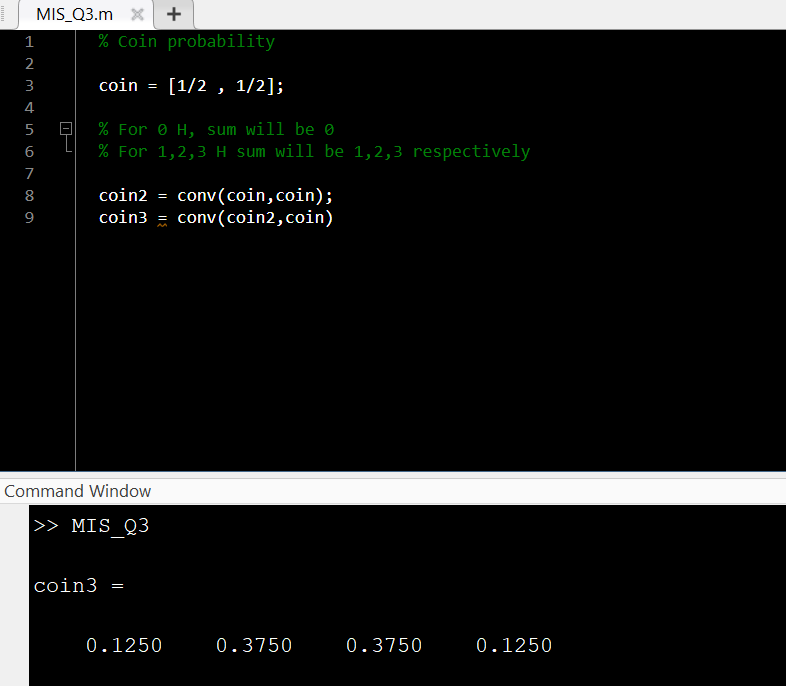 MIS_Q3.m
1 % Coin probability
2
3 coin = [1/2 , 1/2];
4
5 % For 0 H, sum will be 0
6 % For 1,2,3 H sum will be 1,2,3 respectively
7
8 coin2 = conv(coin,coin);
9 coin3 = conv(coin2,coin)
Command Window
>> MIS_Q3
coin3 =
0.1250 0.3750 0.3750 0.1250